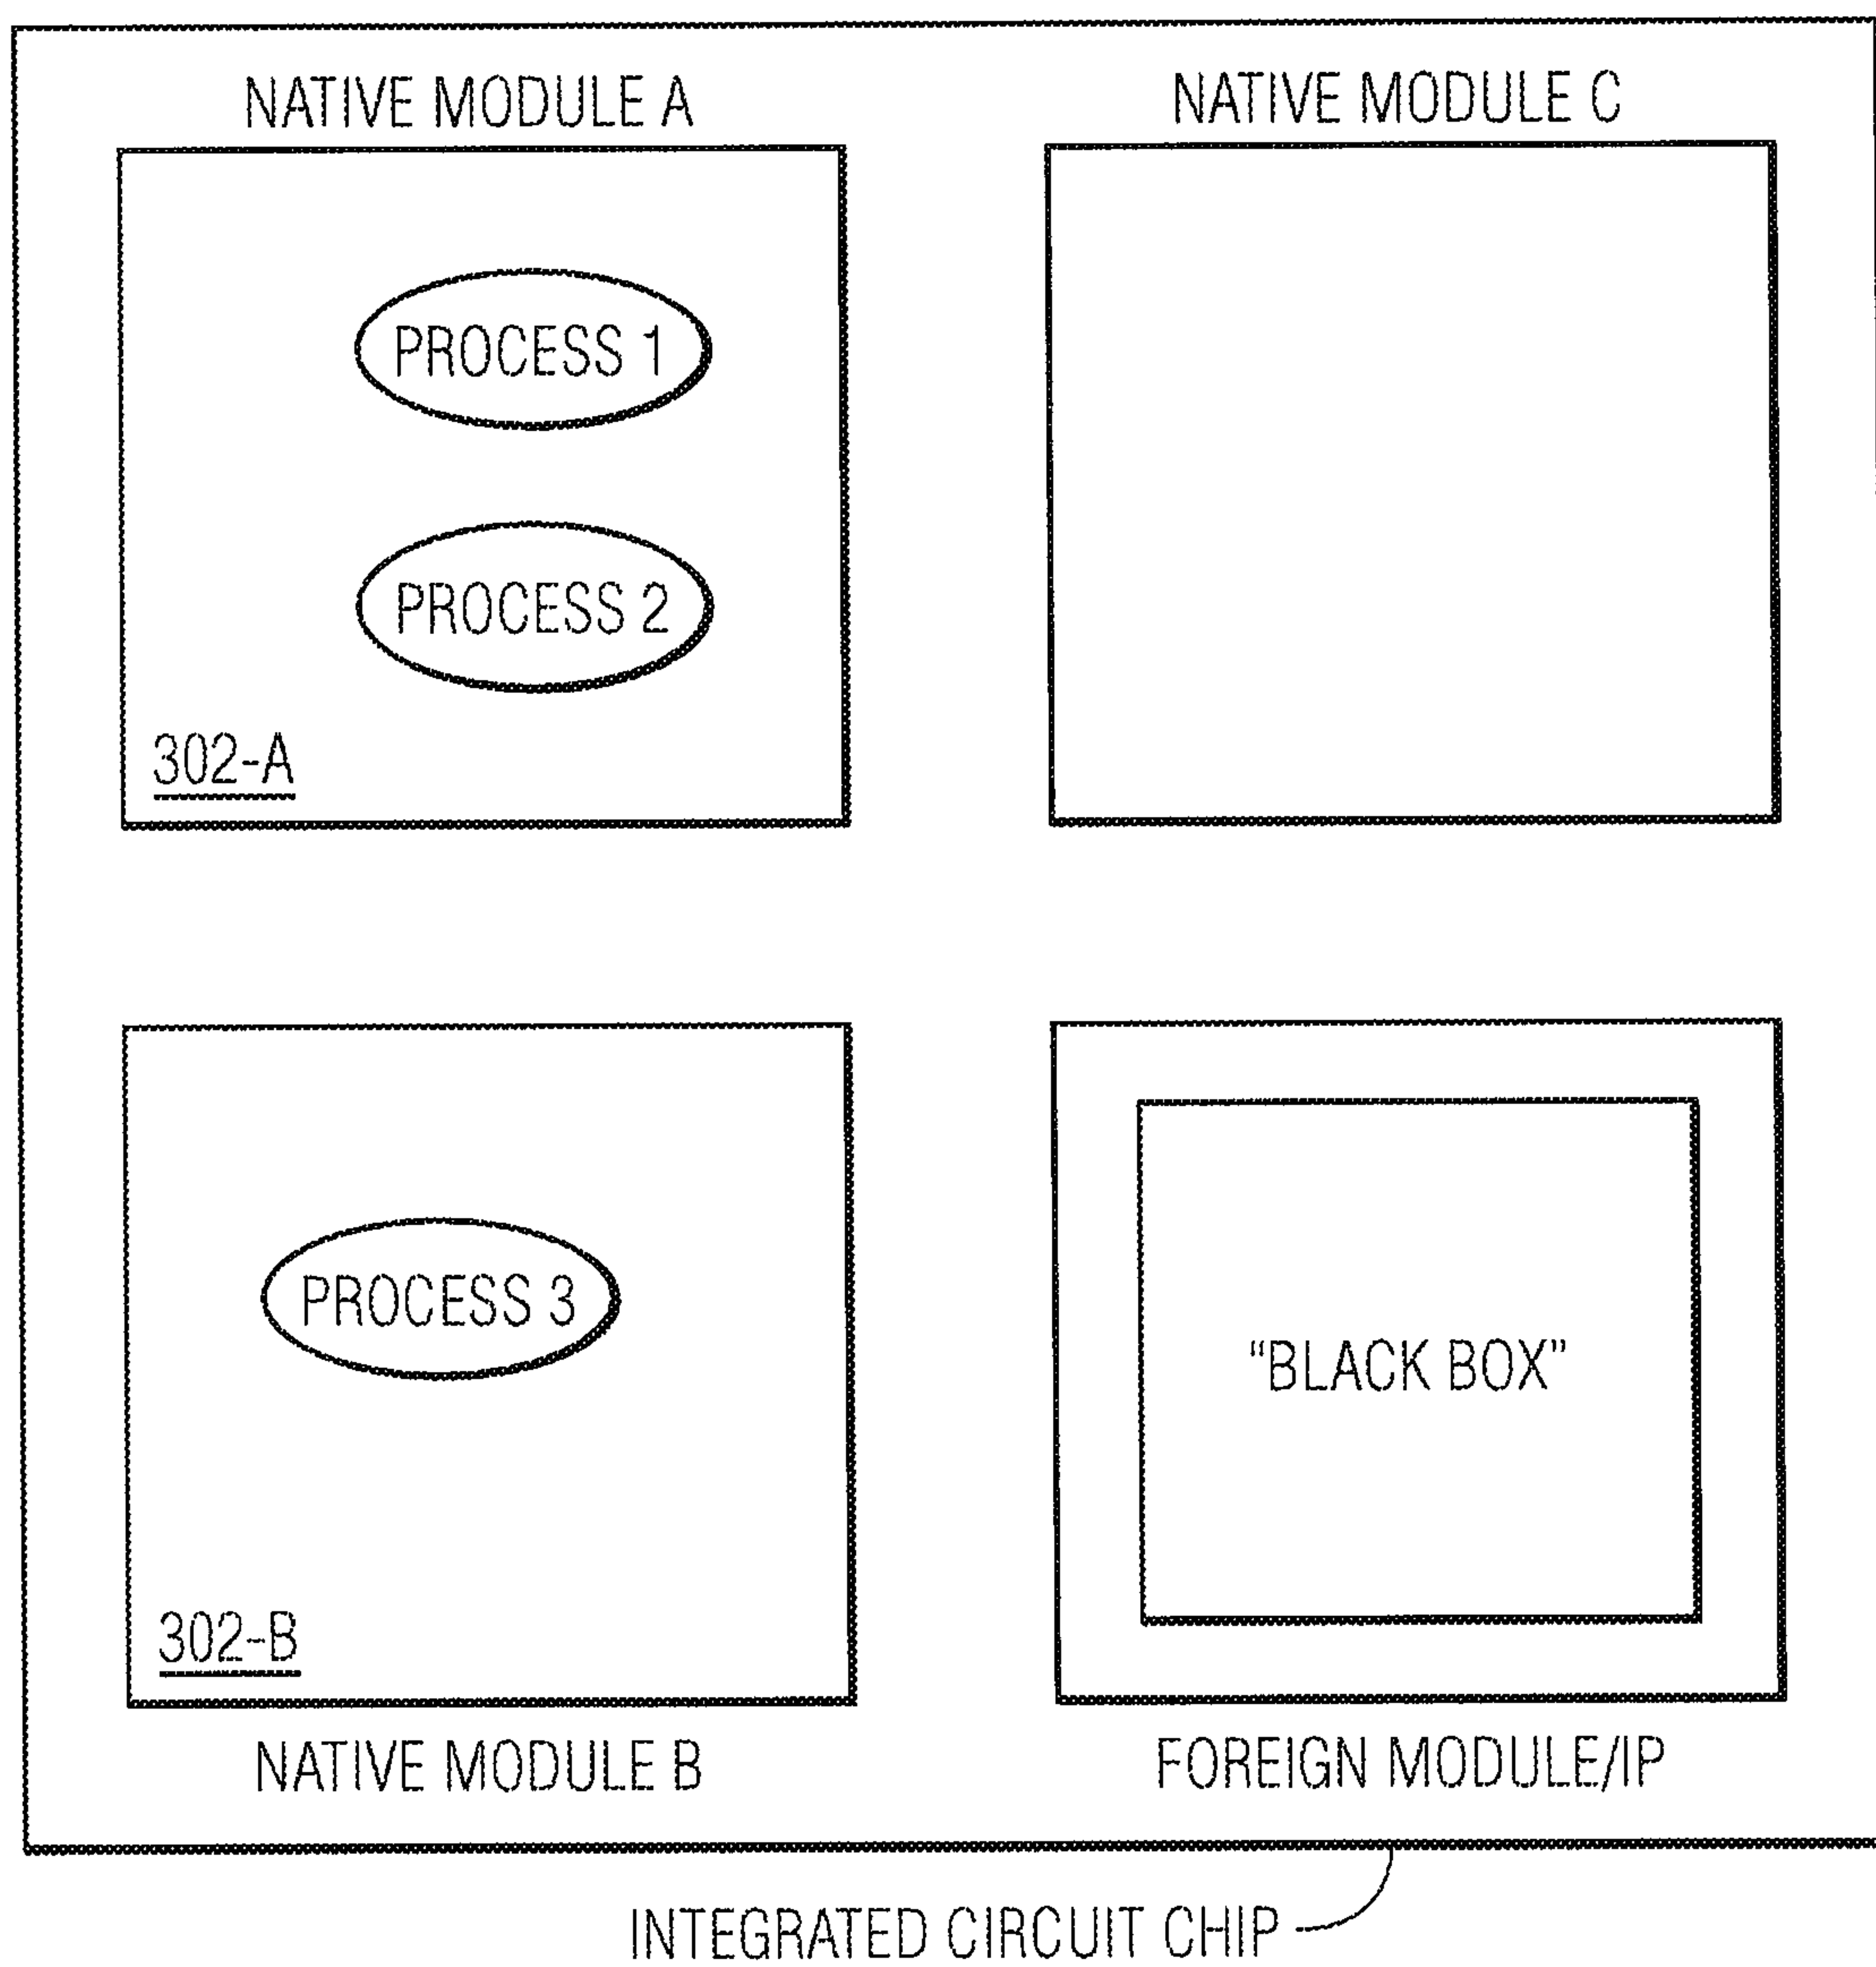 NATIVE MODULE A
NATIVE MODULE C
PROCESS 1
PROCESS 2
302-A
PROCESS 3
"BLACK BOX"
302-B
NATIVE MODULE B
FOREIGN MODULE/IP
INTEGRATED CIRCUIT CHIP